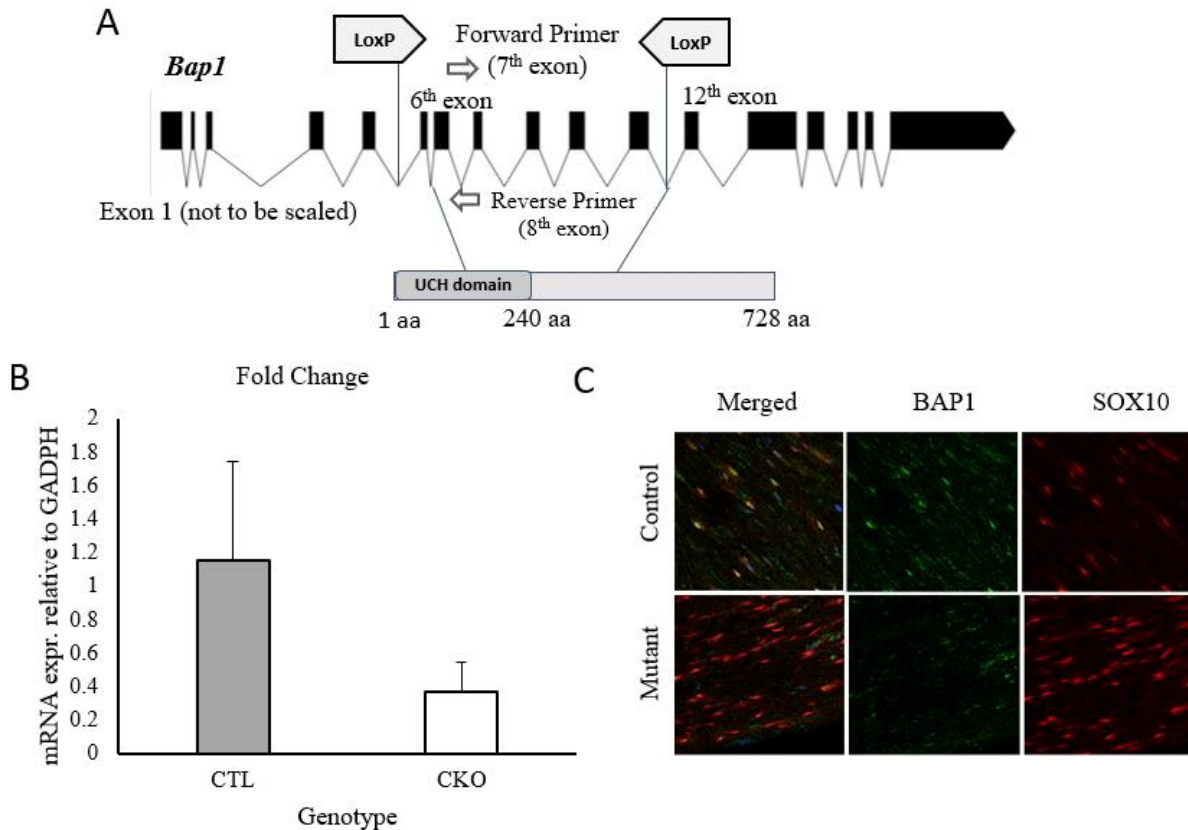 A
LoxP
Forward Primer
(7th exon)
LoxP
Bap1
6th exon
12th exon
Exon 1 (not to be scaled)
Reverse Primer
(8th exon)
UCH domain
1 aa
240 aa
728 aa
B
Fold Change
mRNA expr. relative to GADPH
2
1.8
1.6
1.4
1.2
1
0.8
0.6
0.4
0.2
0
CTL
CKO
Genotype
C
Merged
BAP1
SOX10
Control
Mutant